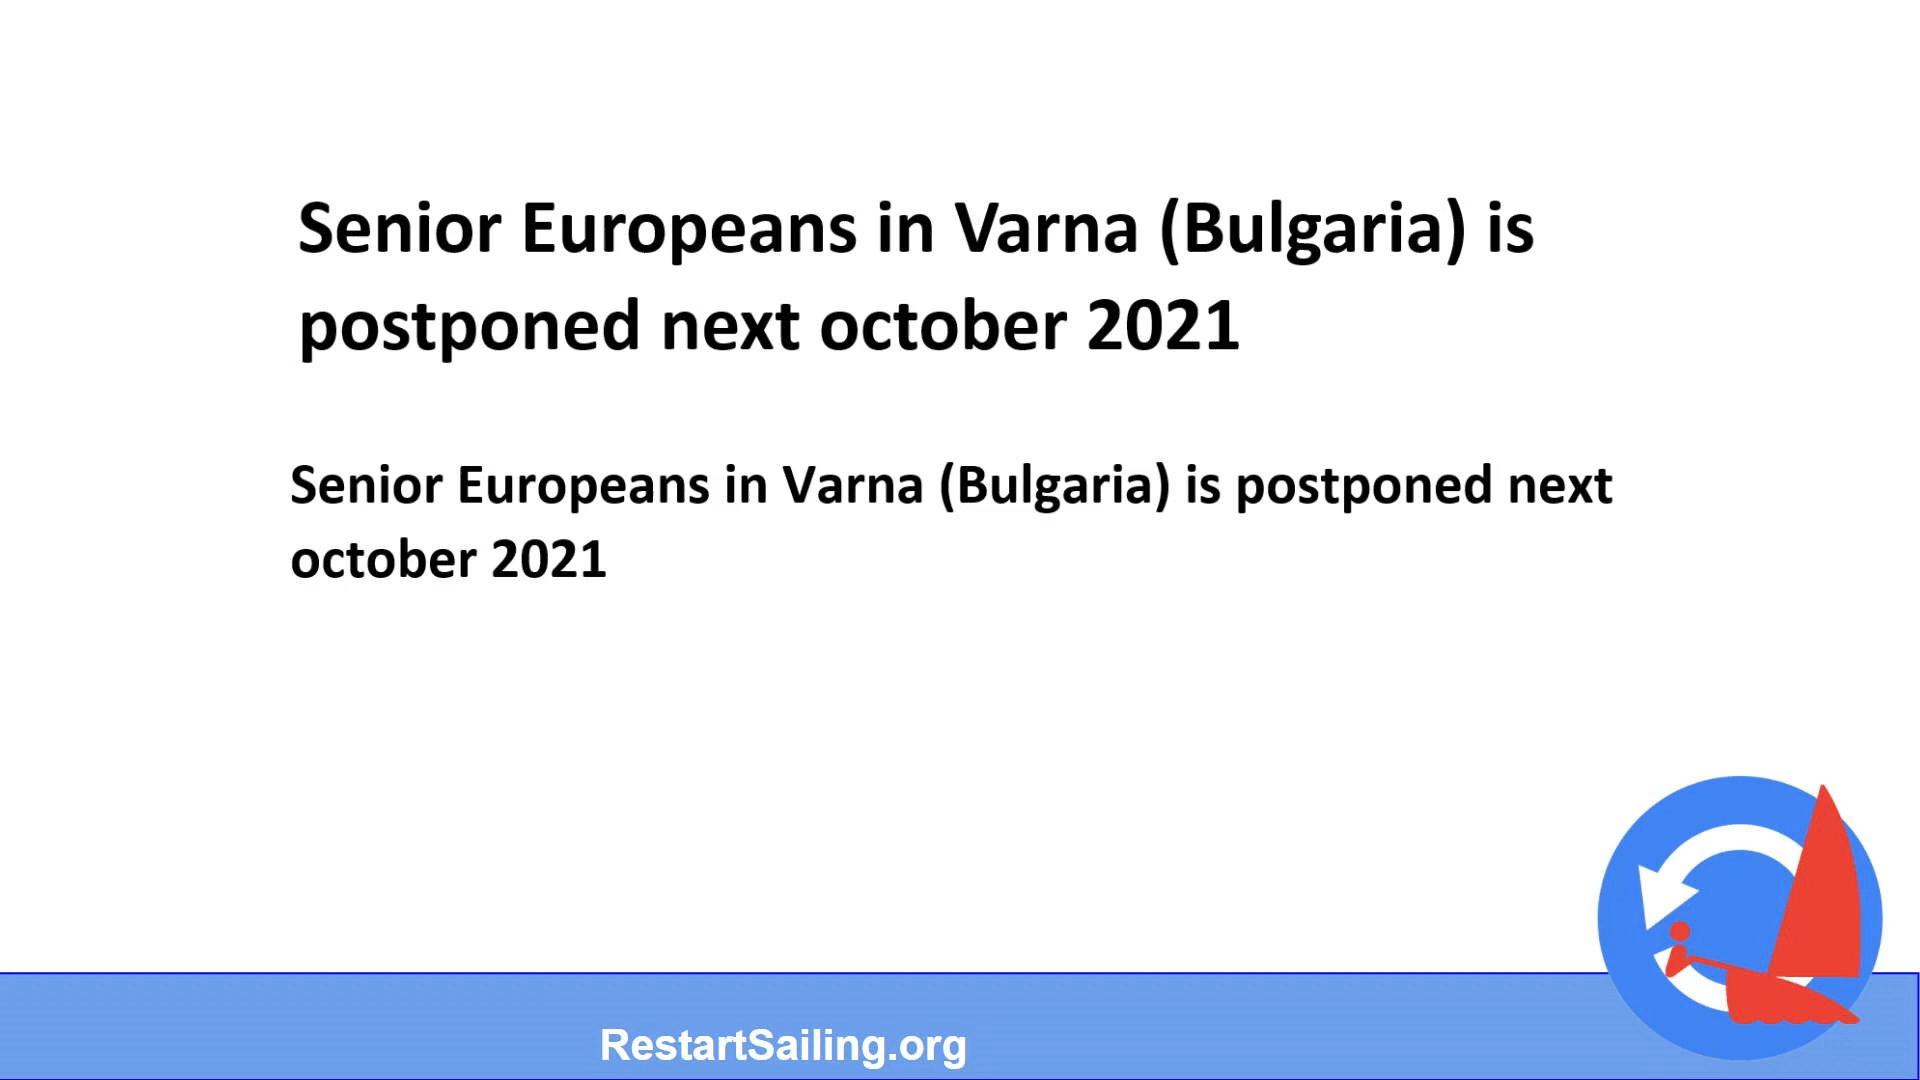 Senior Europeans in Varna (Bulgaria) is
postponed next october 2021
Senior Europeans in Varna (Bulgaria) is postponed next
october 2021
RestartSailing.org